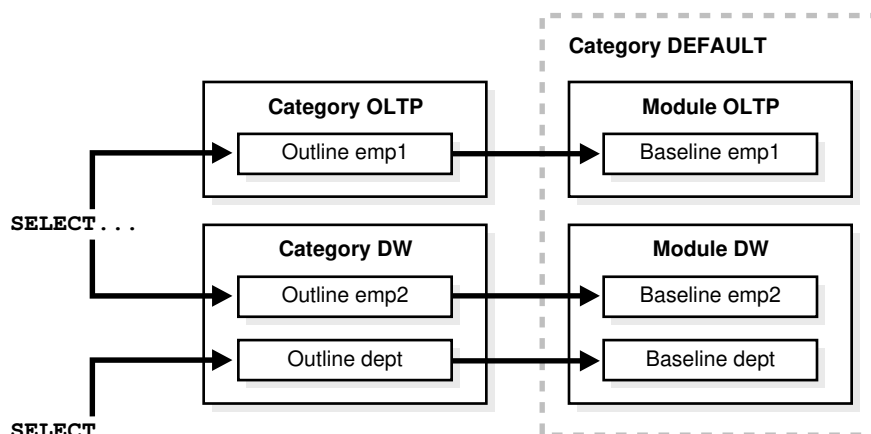 Category DEFAULT
Category OLTP
Module OLTP
Outline emp1
Baseline emp1
SELECT...
Category DW
Module DW
Outline emp2
Baseline emp2
Outline dept
Baseline dept
SELECT